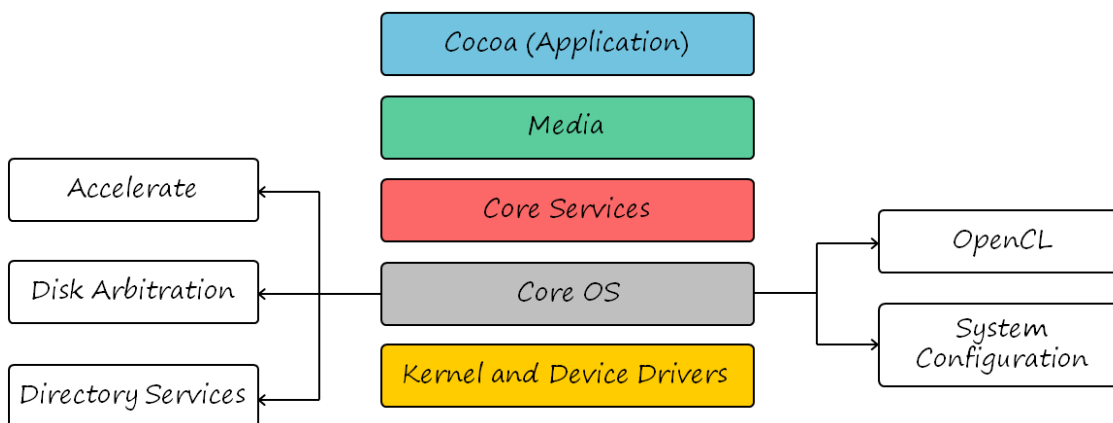 Cocoa (Application)
Media
Core Services
Core OS
Kernel and Device Drivers
Accelerate
Disk Arbitration
Directory Services
OpenCL
System
Configuration